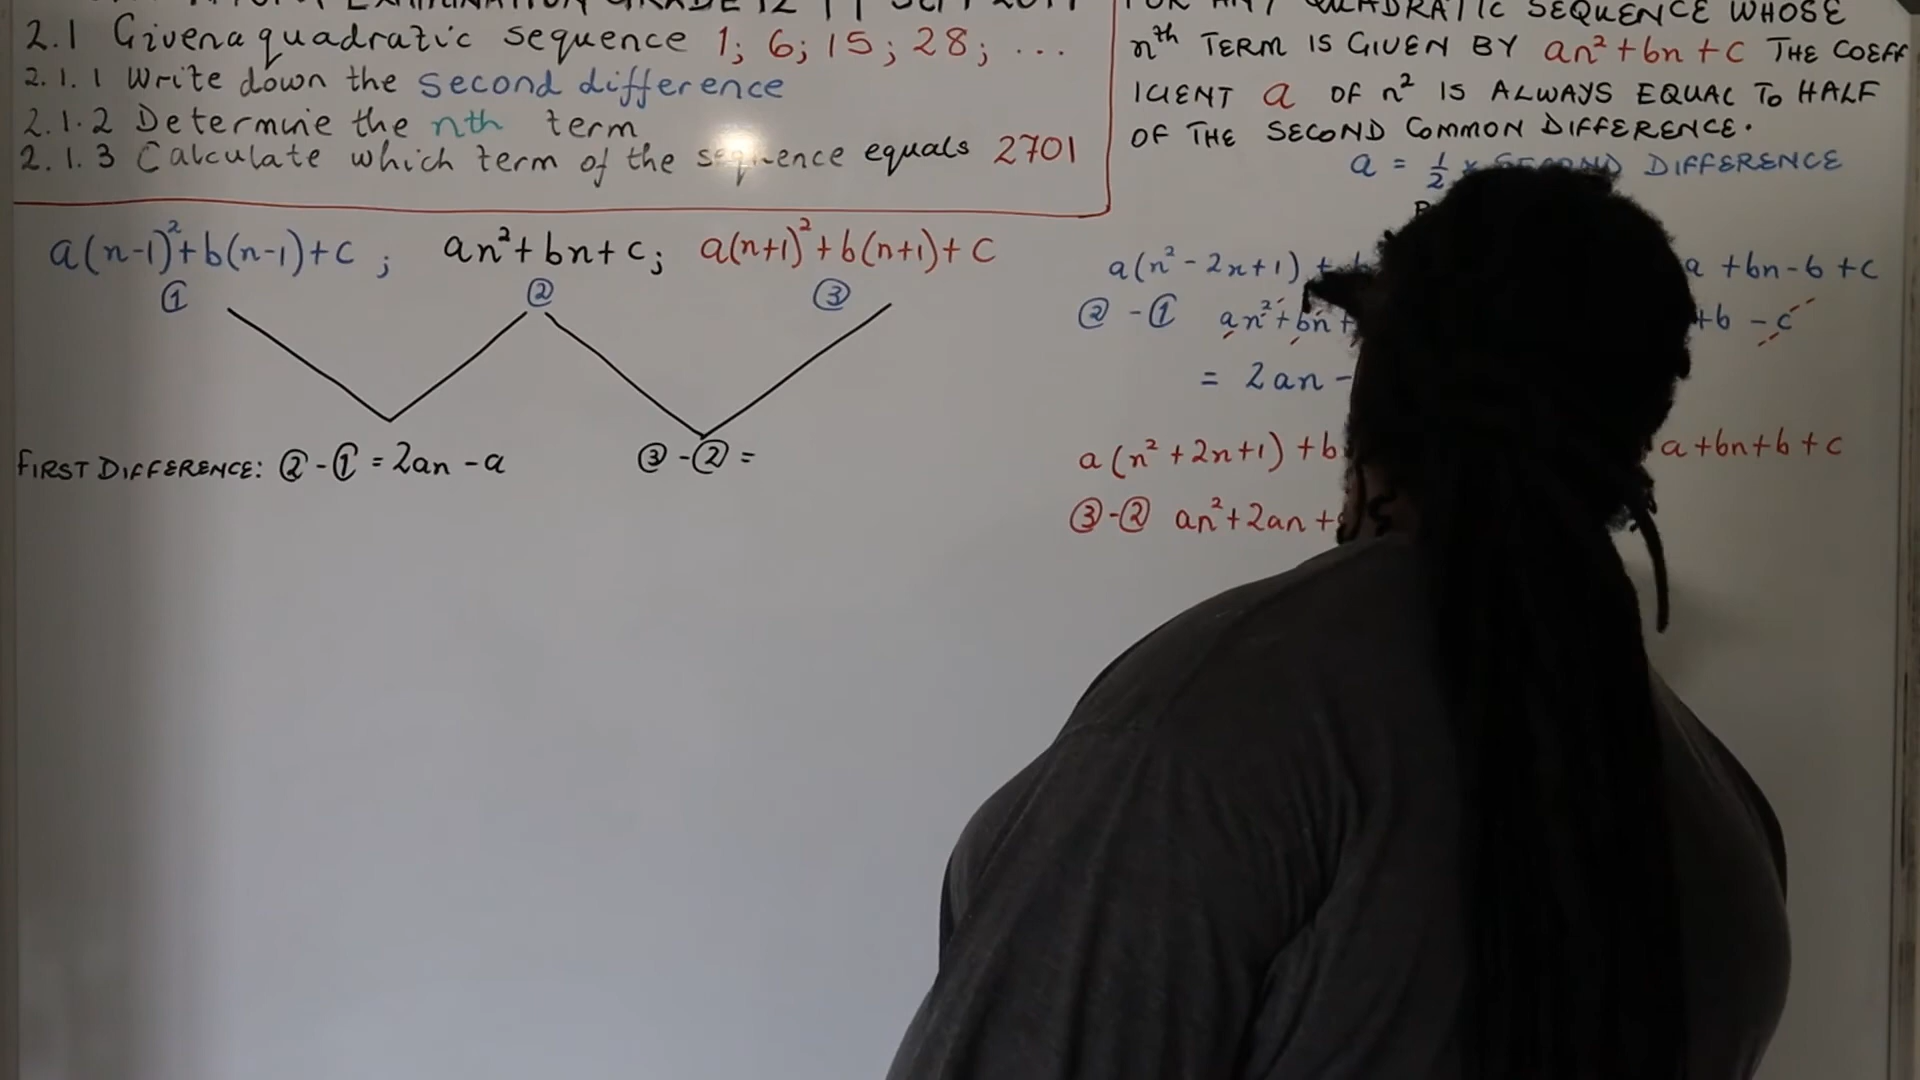 EXAMINATION GRADE 12 11 SEPT
2.1 Given a quadratic sequence 1; 6; 15; 28; ...
2.1.1 Write down the second difference
2.1.2 Determine the nth term
2.1.3 Calculate which term of the sequence equals 2701
FOR ANY QUADRATIC SEQUENCE WHOSE
nth TERM IS GIVEN BY an²+bn+c THE COEFF
ICIENT a OF n² IS ALWAYS EQUAL TO HALF
OF THE SECOND COMMON DIFFERENCE.
a = 1/2 × SECOND DIFFERENCE
a(n-1)²+b(n-1)+c ; an²+bn+c; a(n+1)²+b(n+1)+c
① ② ③
FIRST DIFFERENCE: ②-①=2an-a ③-②=
a(n²-2n+1) + a +bn-b+c
②-① an²+bn+ +b -c
= 2an-
a(n²+2n+1)+b a+bn+b+c
③-② an²+2an+